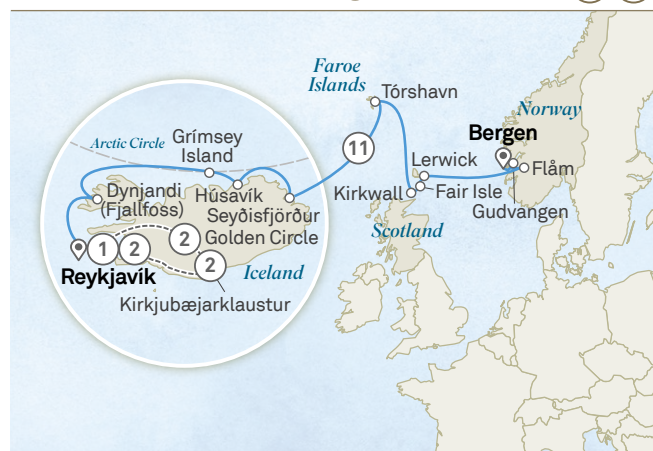 Faroe
Islands
Tórshavn
Norway
Bergen
Arctic Circle
Grímsey
Island
11
Lerwick
Flåm
Dynjandi
(Fjallfoss)
Húsavík
Kirkwall
Fair Isle
Seyðisfjörður
Gudvangen
Golden Circle
Scotland
1
2
2
2
Reykjavík
Iceland
Kirkjubæjarklaustur